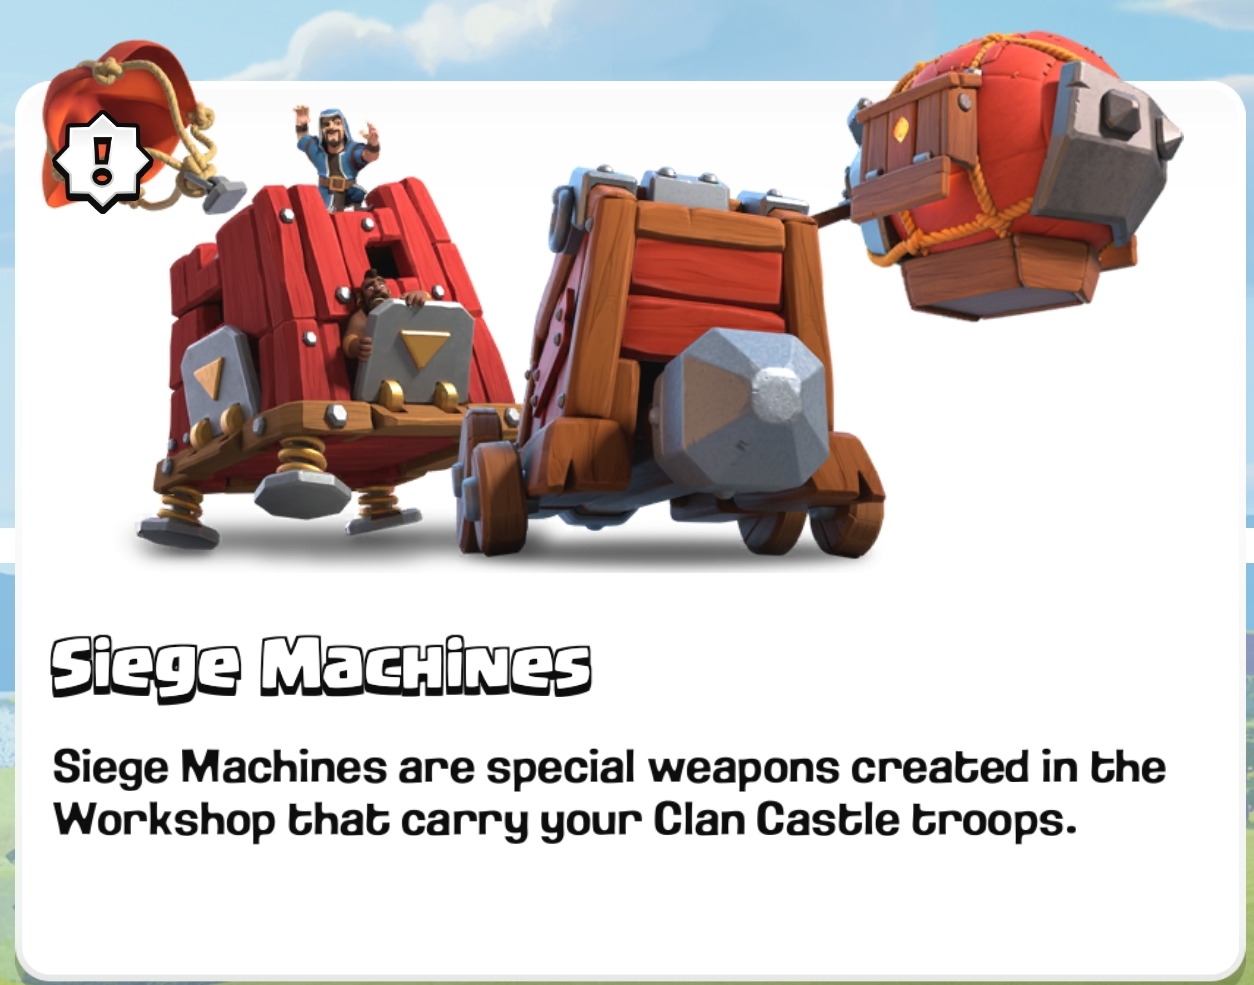 !
Siege Machines
Siege Machines are special weapons created in the
Workshop that carry your Clan Castle troops.